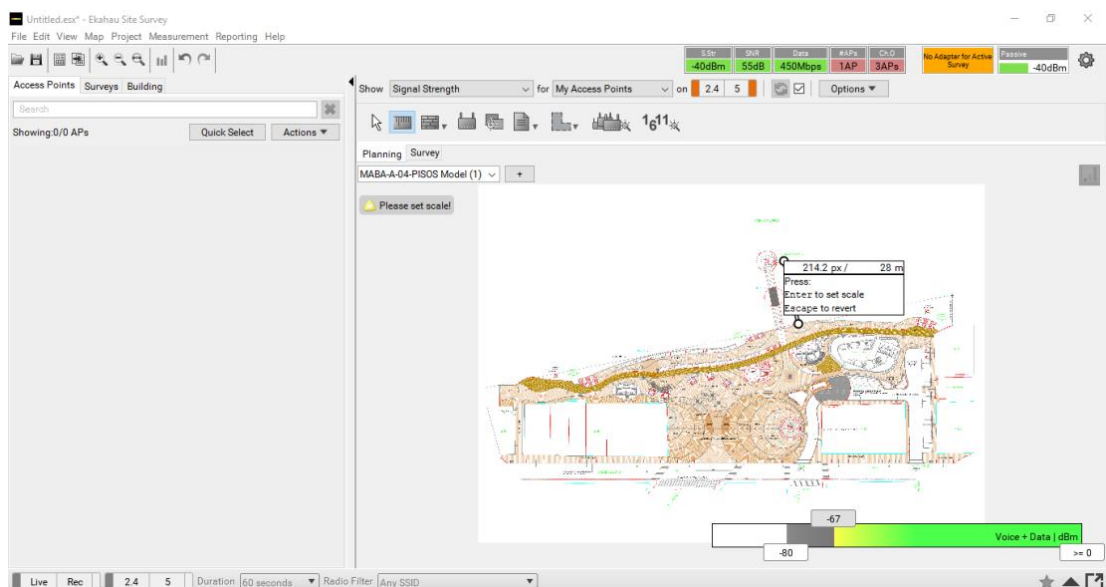 Untitled.esx* - Ekahau Site Survey
File Edit View Map Project Measurement Reporting Help
S.Str SNR Data #APs Ch.O
-40dBm 55dB 450Mbps 1AP 3APs
No Adapter for Active Survey
Passive
-40dBm
Access Points Surveys Building
Search
Showing:0/0 APs Quick Select Actions
Show Signal Strength for My Access Points on 2.4 5 Options
1 6 11
Planning Survey
MABA-A-04-PISOS Model (1) +
Please set scale!
214.2 px / 28 m
Press:
Enter to set scale
Escape to revert
-67
Voice + Data | dBm
-80 >= 0
Live Rec 2.4 5 Duration 60 seconds Radio Filter Any SSID